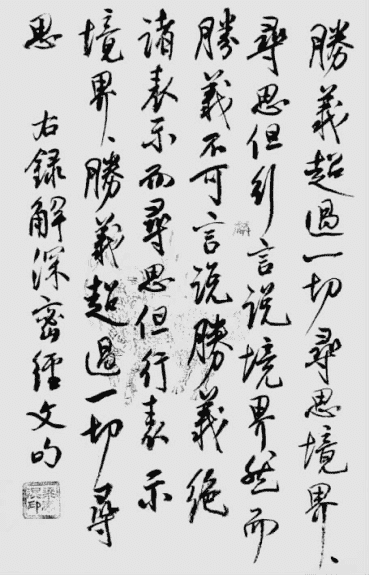 勝義超過一切尋思境界、
尋思但引言說境界然而
勝義不可言說勝義絕
諸表示而尋思但行表示
境界、勝義超過一切尋
思
右錄解深密經文句